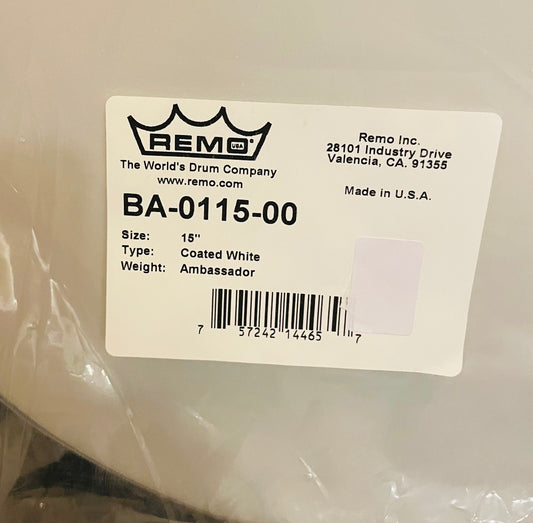 REMO USA
The World's Drum Company
www.remo.com
Remo Inc.
28101 Industry Drive
Valencia, CA. 91355
Made in U.S.A.
BA-0115-00
Size: 15"
Type: Coated White
Weight: Ambassador
7 57242 14465 7